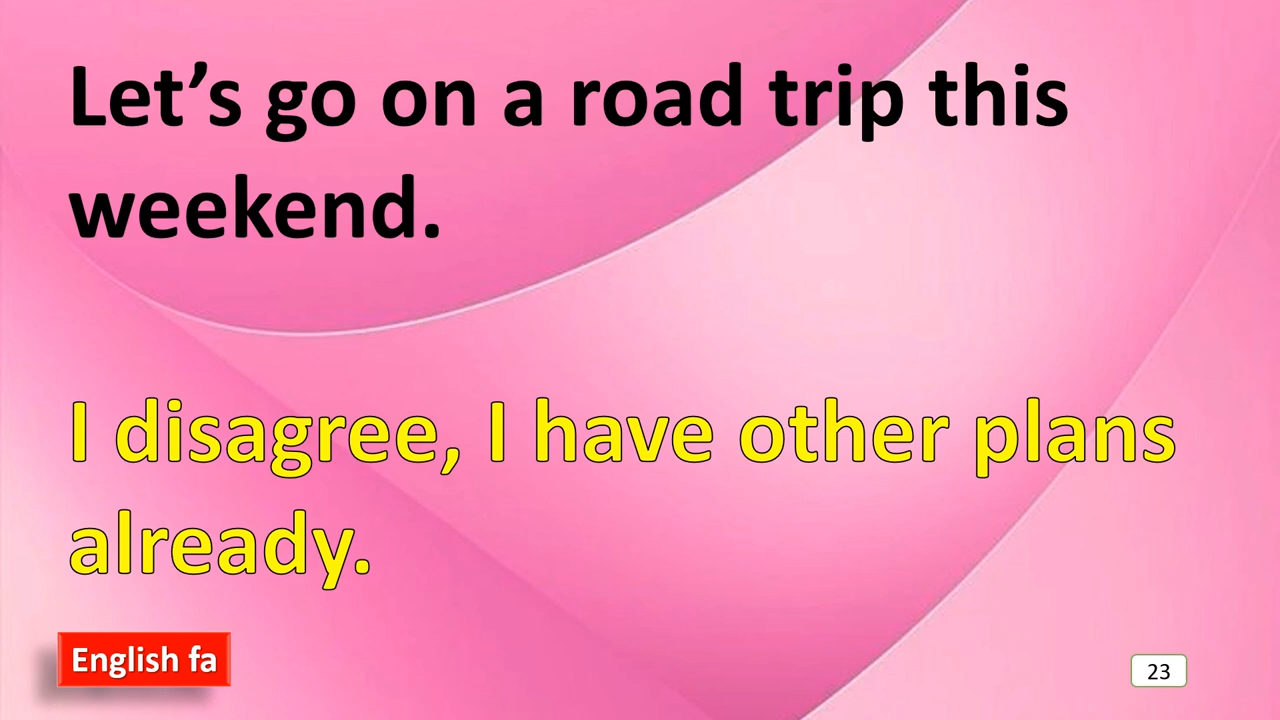 Let’s go on a road trip this
weekend.
I disagree, I have other plans
already.
English fa
23